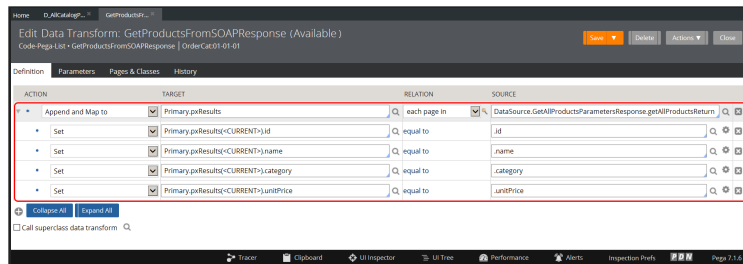 Home D_AllCatalogP... GetProductsFr...
Edit Data Transform: GetProductsFromSOAPResponse (Available)
Code-Pega-List • GetProductsFromSOAPResponse | OrderCat:01-01-01
Save Delete Actions Close
Definition Parameters Pages & Classes History
ACTION TARGET RELATION SOURCE
Append and Map to Primary.pxResults each page in DataSource.GetAllProductsParametersResponse.getAllProductsReturn
Set Primary.pxResults(<CURRENT>).id equal to .id
Set Primary.pxResults(<CURRENT>).name equal to .name
Set Primary.pxResults(<CURRENT>).category equal to .category
Set Primary.pxResults(<CURRENT>).unitPrice equal to .unitPrice
Collapse All Expand All
Call superclass data transform
Tracer Clipboard UI Inspector UI Tree Performance Alerts Inspection Prefs PDN Pega 7.1.6